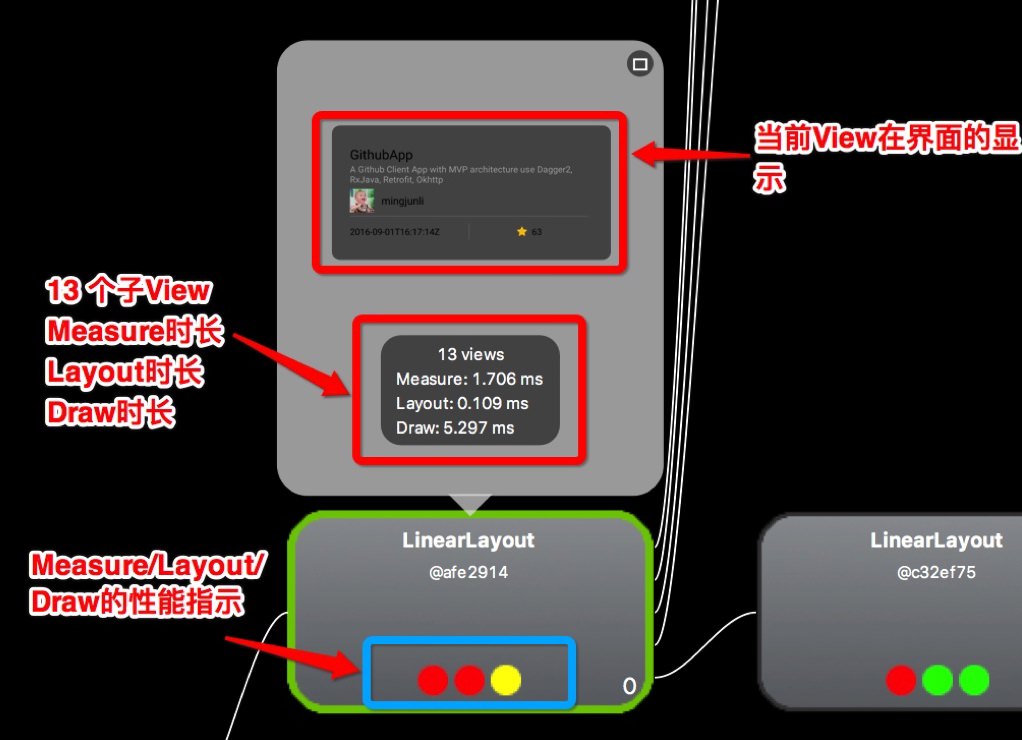 当前View在界面的显
示
GithubApp
A Github Client App with MVP architecture use Dagger2,
RxJava, Retrofit, Okhttp
mingjunli
2016-09-01T16:17:14Z
63
13 个子View
Measure时长
Layout时长
Draw时长
13 views
Measure: 1.706 ms
Layout: 0.109 ms
Draw: 5.297 ms
Measure/Layout/
Draw的性能指示
LinearLayout
@afe2914
0
LinearLayout
@c32ef75